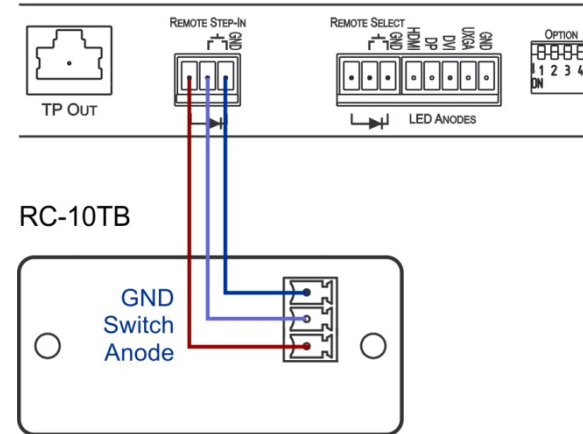 REMOTE STEP-IN
GND
TP OUT
REMOTE SELECT
GND
HDMI
DP
DVI
UXGA
GND
LED ANODES
OPTION
1 2 3 4
ON
RC-10TB
GND
Switch
Anode